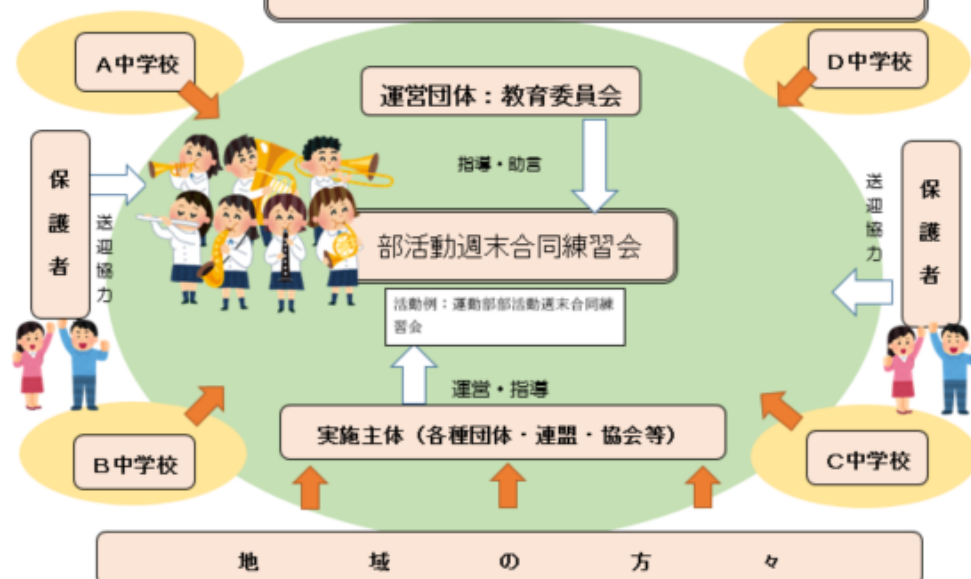 A中学校
D中学校
運営団体：教育委員会
指導・助言
保護者
送迎協力
送迎協力
保護者
部活動週末合同練習会
活動例：運動部部活動週末合同練
習会
運営・指導
実施主体（各種団体・連盟・協会等）
B中学校
C中学校
地域の方々